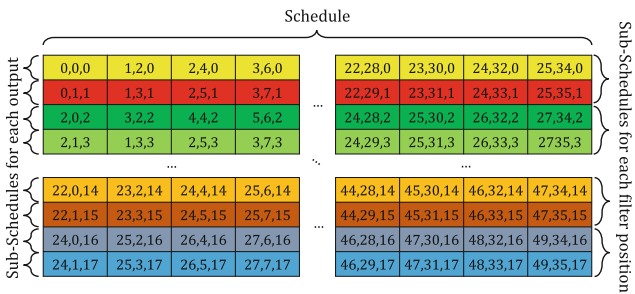 Schedule
Sub-Schedules for each output
Sub-Schedules for each filter position
0,0,0 1,2,0 2,4,0 3,6,0 22,28,0 23,30,0 24,32,0 25,34,0
0,1,1 1,3,1 2,5,1 3,7,1 ... 22,29,1 23,31,1 24,33,1 25,35,1
2,0,2 3,2,2 4,4,2 5,6,2 24,28,2 25,30,2 26,32,2 27,34,2
2,1,3 3,3,3 2,5,3 3,7,3 24,29,3 25,31,3 26,33,3 2735,3
... ... ...
22,0,14 23,2,14 24,4,14 25,6,14 44,28,14 45,30,14 46,32,14 47,34,14
22,1,15 23,3,15 24,5,15 25,7,15 ... 44,29,15 45,31,15 46,33,15 47,35,15
24,0,16 25,2,16 26,4,16 27,6,16 46,28,16 47,30,16 48,32,16 49,34,16
24,1,17 25,3,17 26,5,17 27,7,17 46,29,17 47,31,17 48,33,17 49,35,17